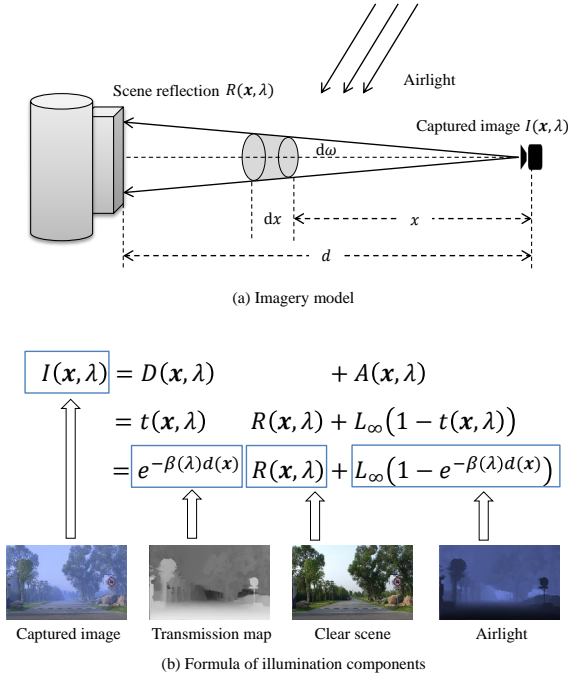 Airlight
Scene reflection R(x, λ)
Captured image I(x, λ)
dω
dx
x
d
(a) Imagery model
I(x, λ) = D(x, λ) + A(x, λ)
= t(x, λ) R(x, λ) + L∞(1 − t(x, λ))
= e^{−β(λ)d(x)} R(x, λ) + L∞(1 − e^{−β(λ)d(x)})
Captured image Transmission map Clear scene Airlight
(b) Formula of illumination components